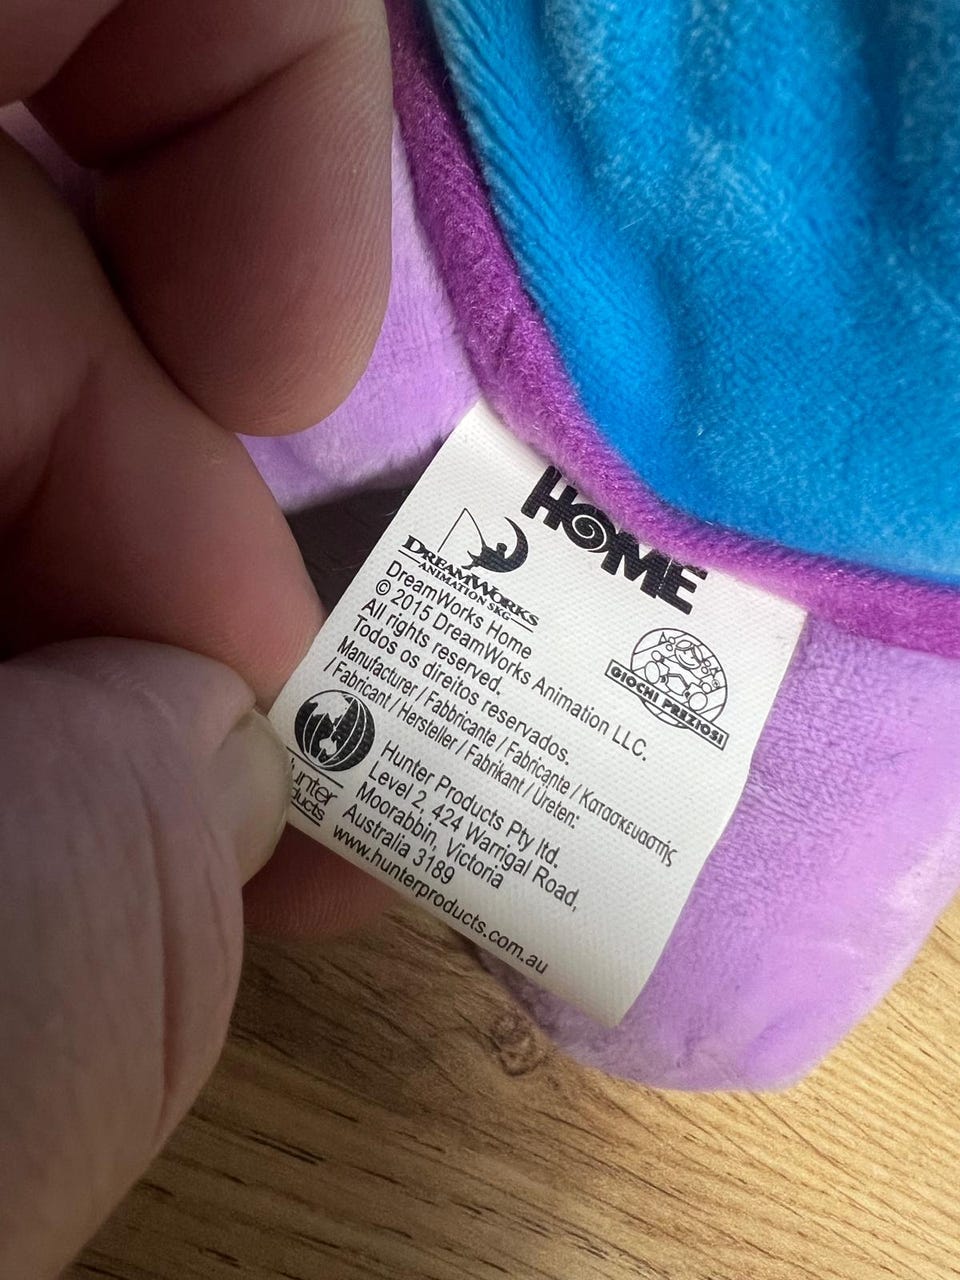 HOME
DREAMWORKS
ANIMATION SKG
DreamWorks Home
© 2015 DreamWorks Animation LLC.
All rights reserved.
Todos os direitos reservados.
GIOCHI PREZIOSI
Manufacturer / Fabbricante / Fabricante / Κατασκευαστής
/ Fabricant / Hersteller / Fabrikant / Üreten:
Hunter Products Pty ltd.
Level 2, 424 Warrigal Road,
Moorabbin, Victoria
Australia 3189
www.hunterproducts.com.au